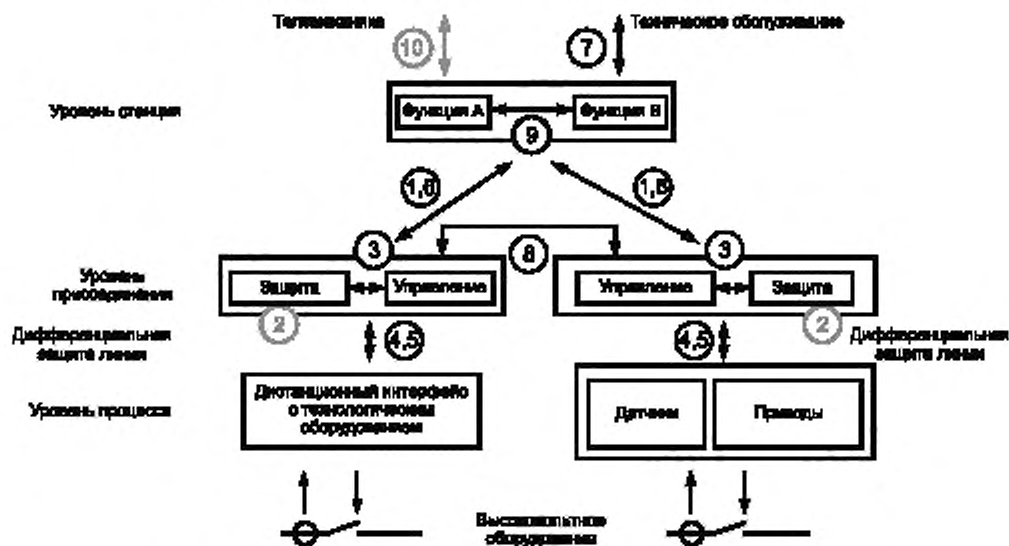 Телемеханика
Техническое обслуживание
10
7
Уровень станции
Функция А
Функция В
9
1,6
1,6
3
8
3
Уровень
присоединения
Защита
Управление
Управление
Защита
2
2
Дифференциальная
защита линии
4,5
4,5
Дифференциальная
защита линии
Уровень процесса
Дистанционный интерфейс
с технологическим
оборудованием
Датчики
Приводы
Высоковольтное
оборудование